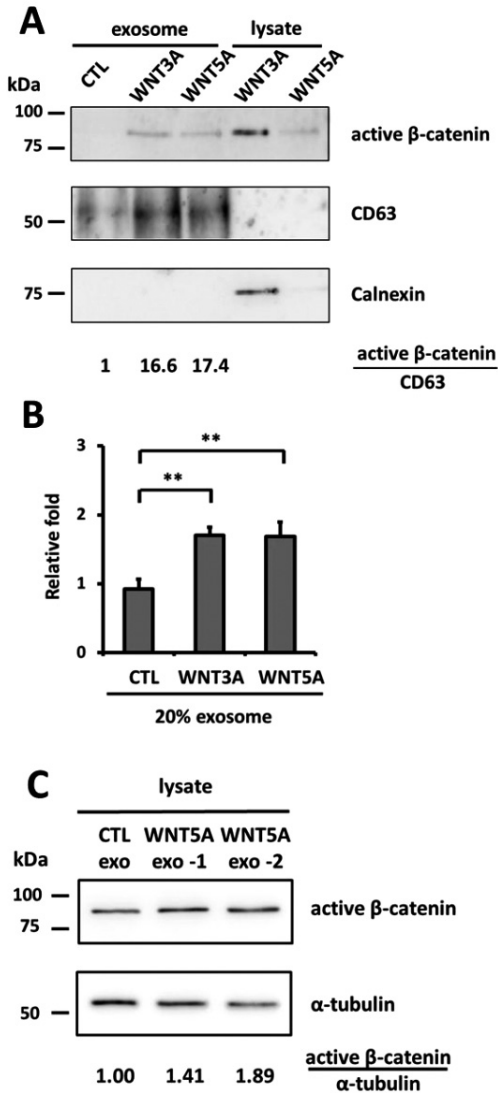 A
exosome lysate
kDa CTL WNT3A WNT5A WNT3A WNT5A
100
75
active β-catenin
50
CD63
75
Calnexin
1 16.6 17.4
active β-catenin
CD63
B
**
**
3
2
1
0
Relative fold
CTL WNT3A WNT5A
20% exosome
C
lysate
CTL WNT5A WNT5A
kDa exo exo -1 exo -2
100
75
active β-catenin
50
α-tubulin
1.00 1.41 1.89
active β-catenin
α-tubulin